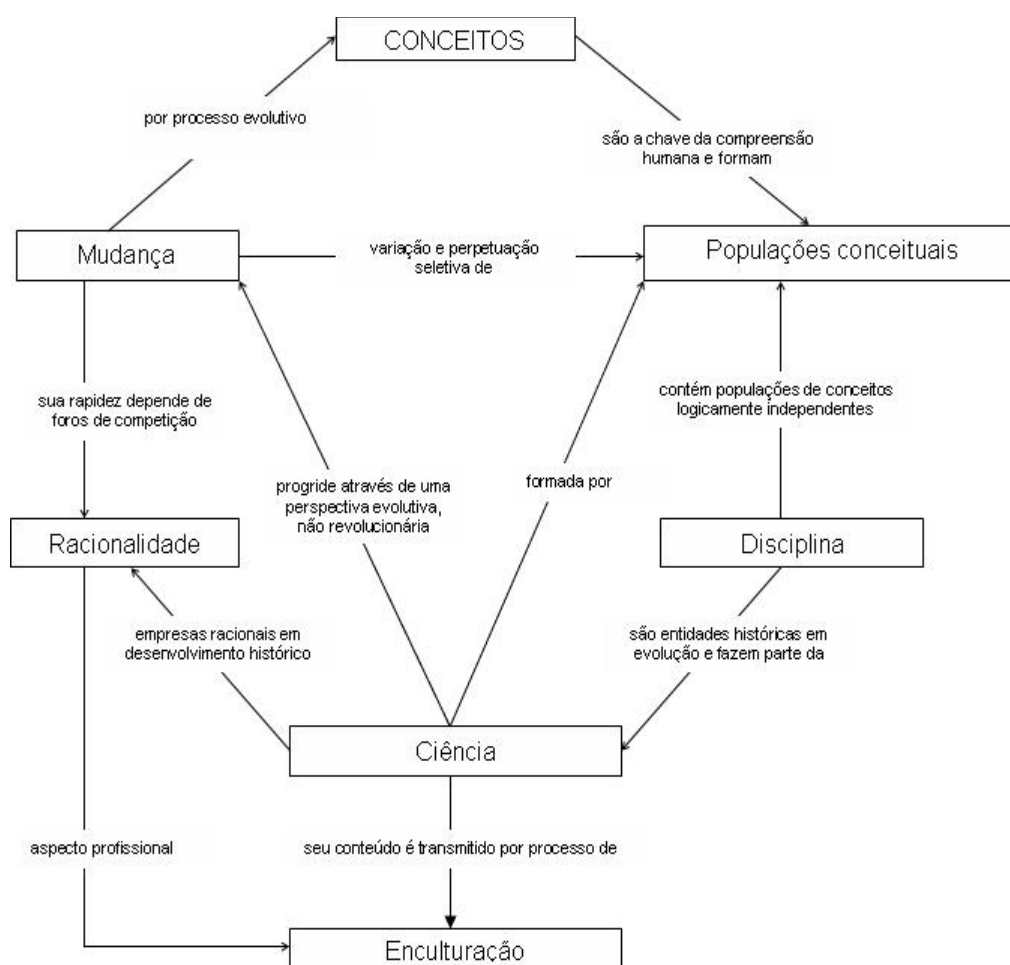 CONCEITOS
por processo evolutivo
são a chave da compreensão
humana e formam
Mudança
variação e perpetuação
seletiva de
Populações conceituais
sua rapidez depende de
foros de competição
contém populações de conceitos
logicamente independentes
progride através de uma
perspectiva evolutiva,
não revolucionária
formada por
Racionalidade
Disciplina
empresas racionais em
desenvolvimento histórico
são entidades históricas em
evolução e fazem parte da
Ciência
aspecto profissional
seu conteúdo é transmitido por processo de
Enculturação